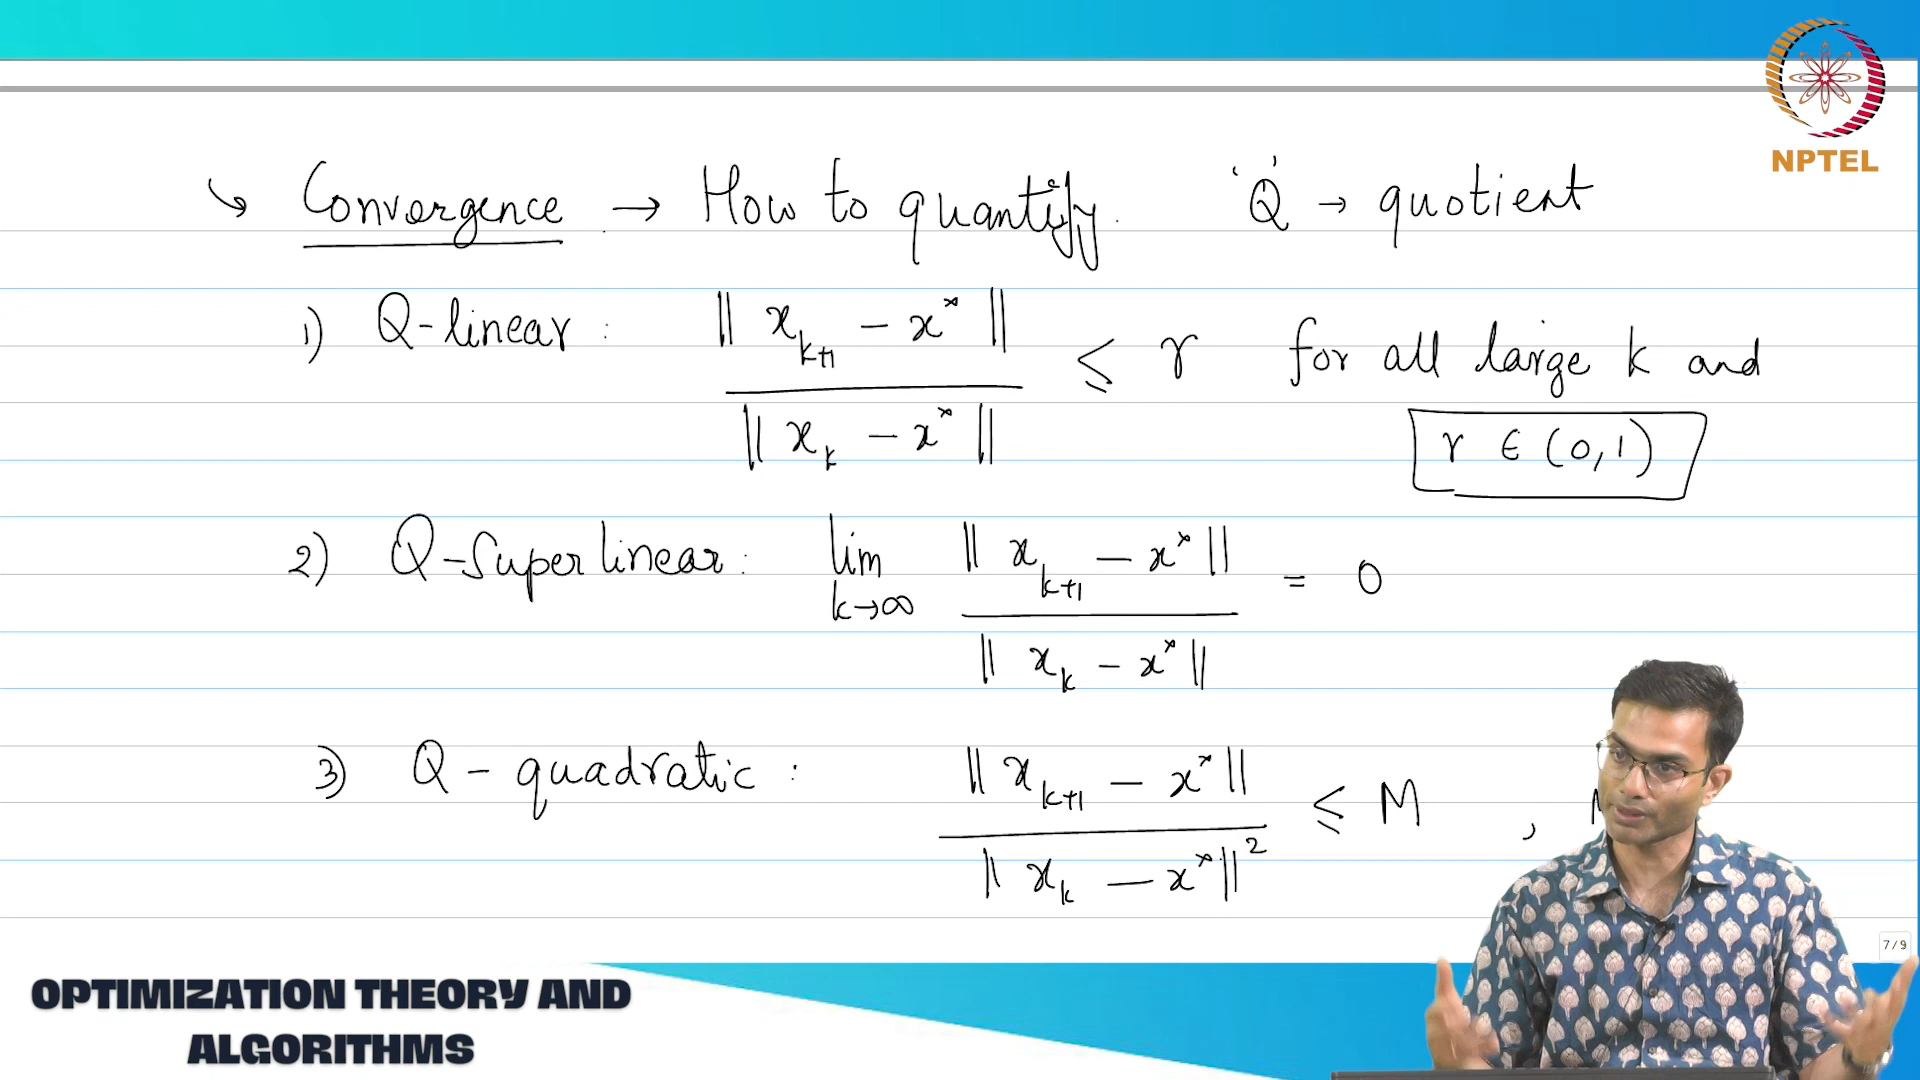 NPTEL
↘ Convergence → How to quantify. 'Q' → quotient
1) Q-linear: ‖x_{k+1} - x*‖ / ‖x_k - x*‖ ≤ r for all large k and
r ∈ (0,1)
2) Q-Superlinear: lim_{k→∞} ‖x_{k+1} - x*‖ / ‖x_k - x*‖ = 0
3) Q-quadratic: ‖x_{k+1} - x*‖ / ‖x_k - x*‖² ≤ M ,
7/9
OPTIMIZATION THEORY AND
ALGORITHMS